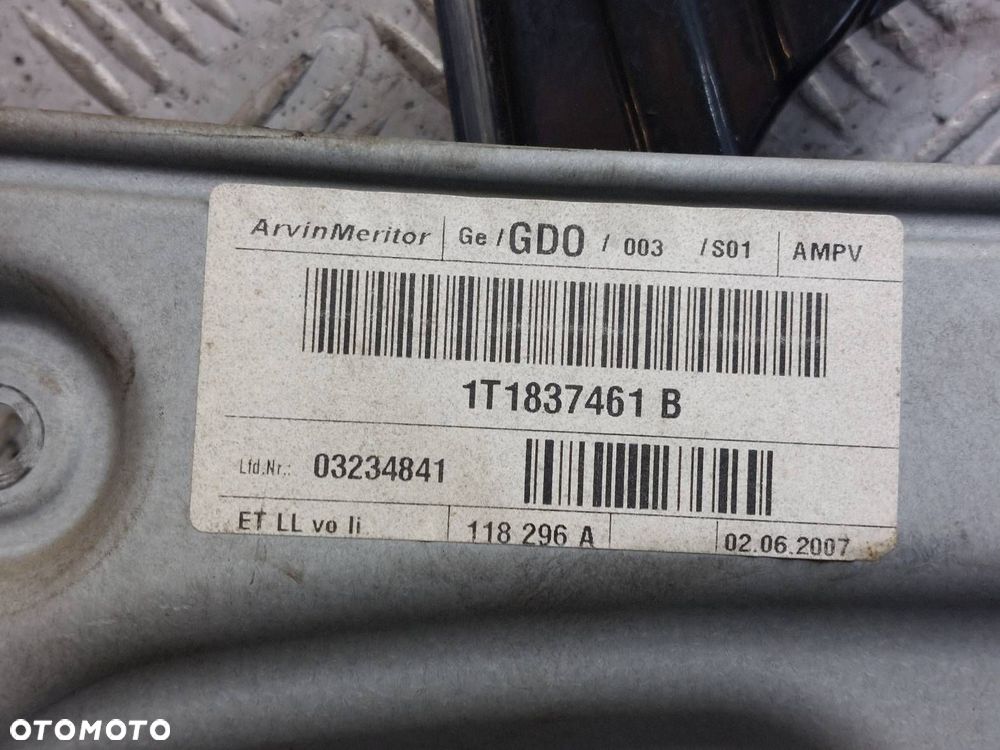 ArvinMeritor Ge / GDO / 003 / S01 AMPV
1T1837461 B
Lfd.Nr.: 03234841
ET LL vo li 118 296 A 02.06.2007
OTOMOTO